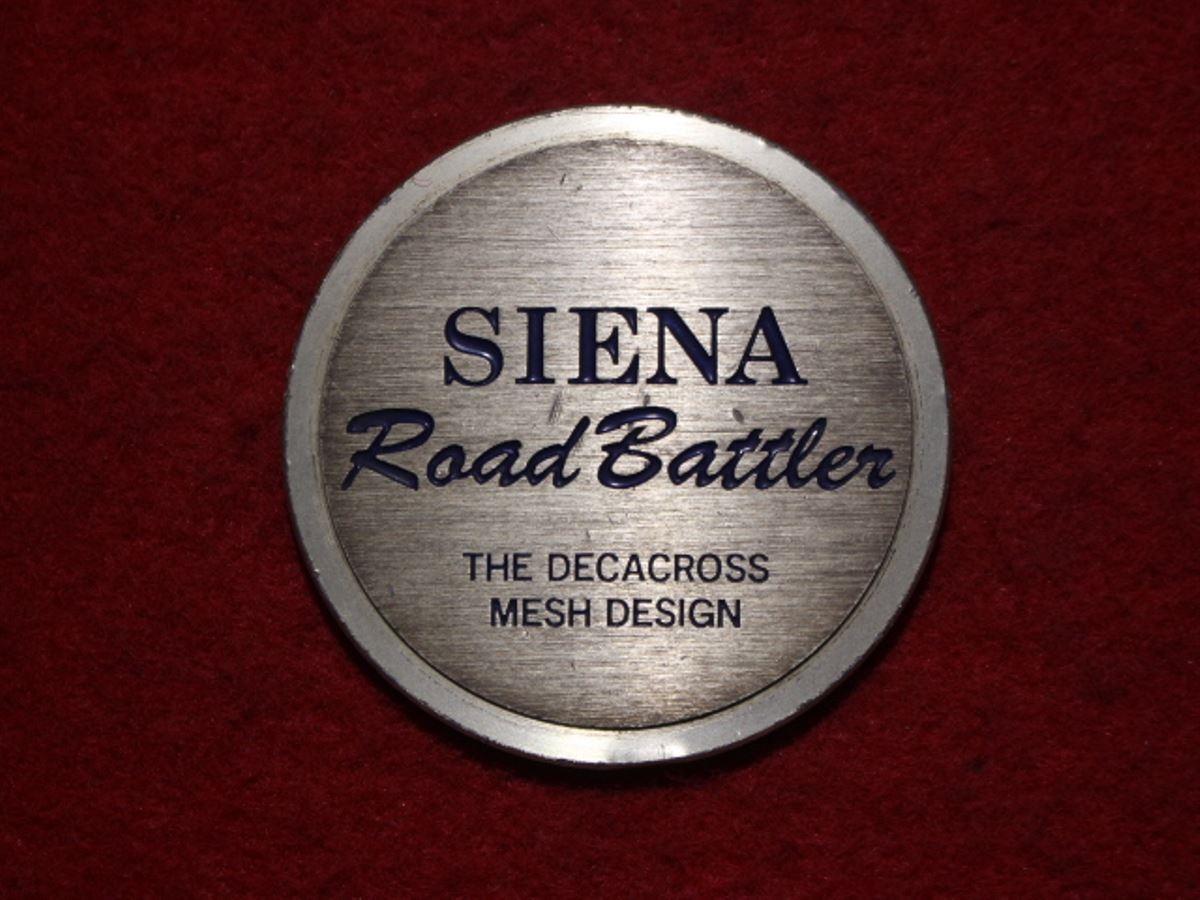 SIENA
Road Battler
THE DECACROSS
MESH DESIGN